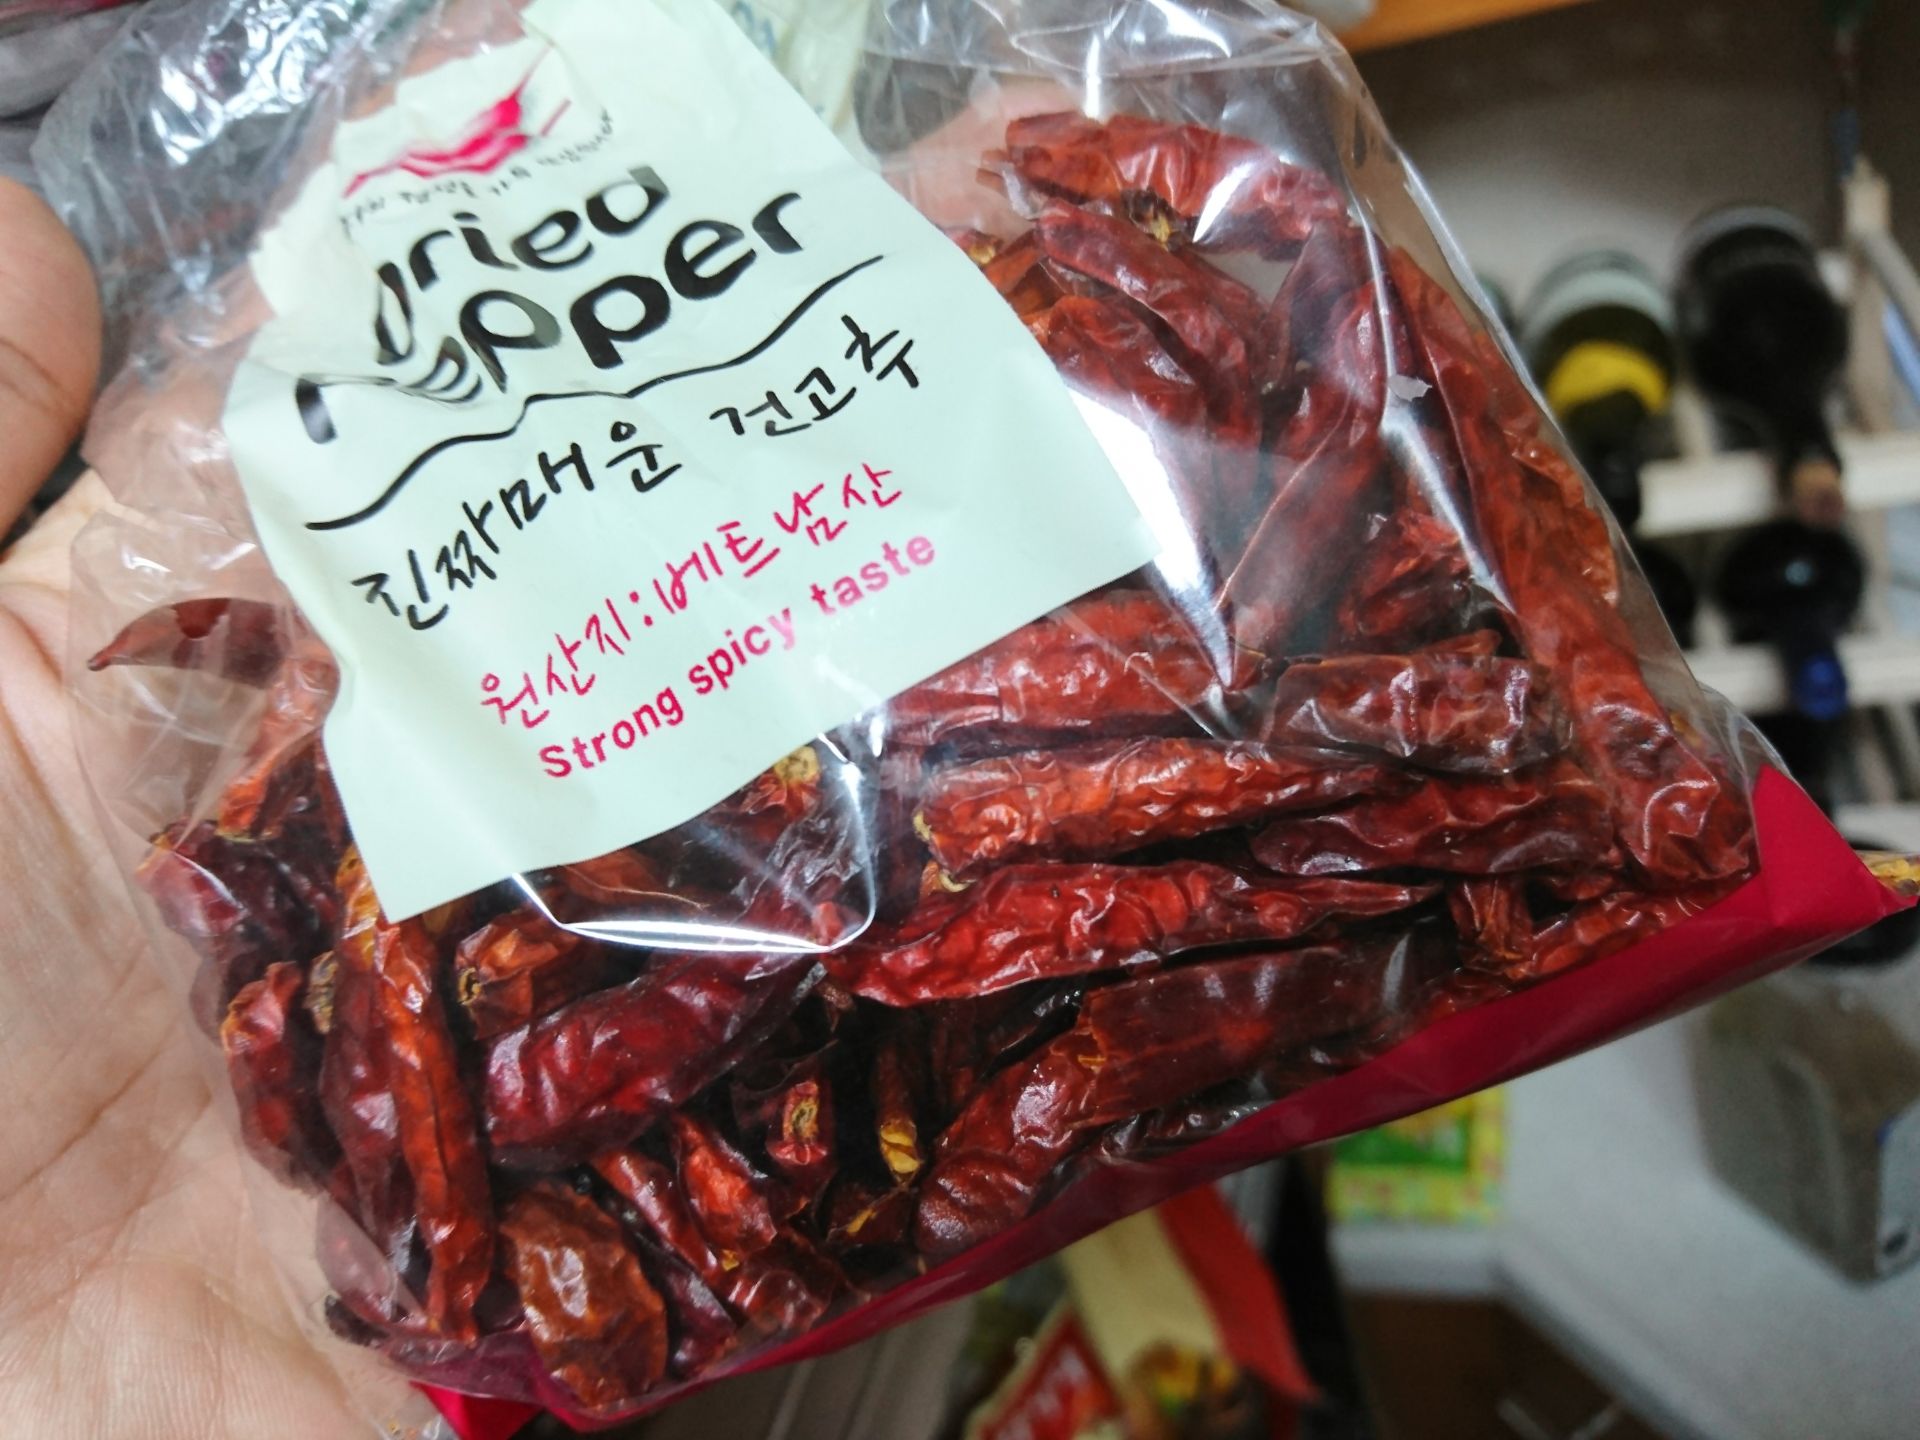 Dried
Pepper
진짜매운 건고추
원산지:베트남산
Strong spicy taste